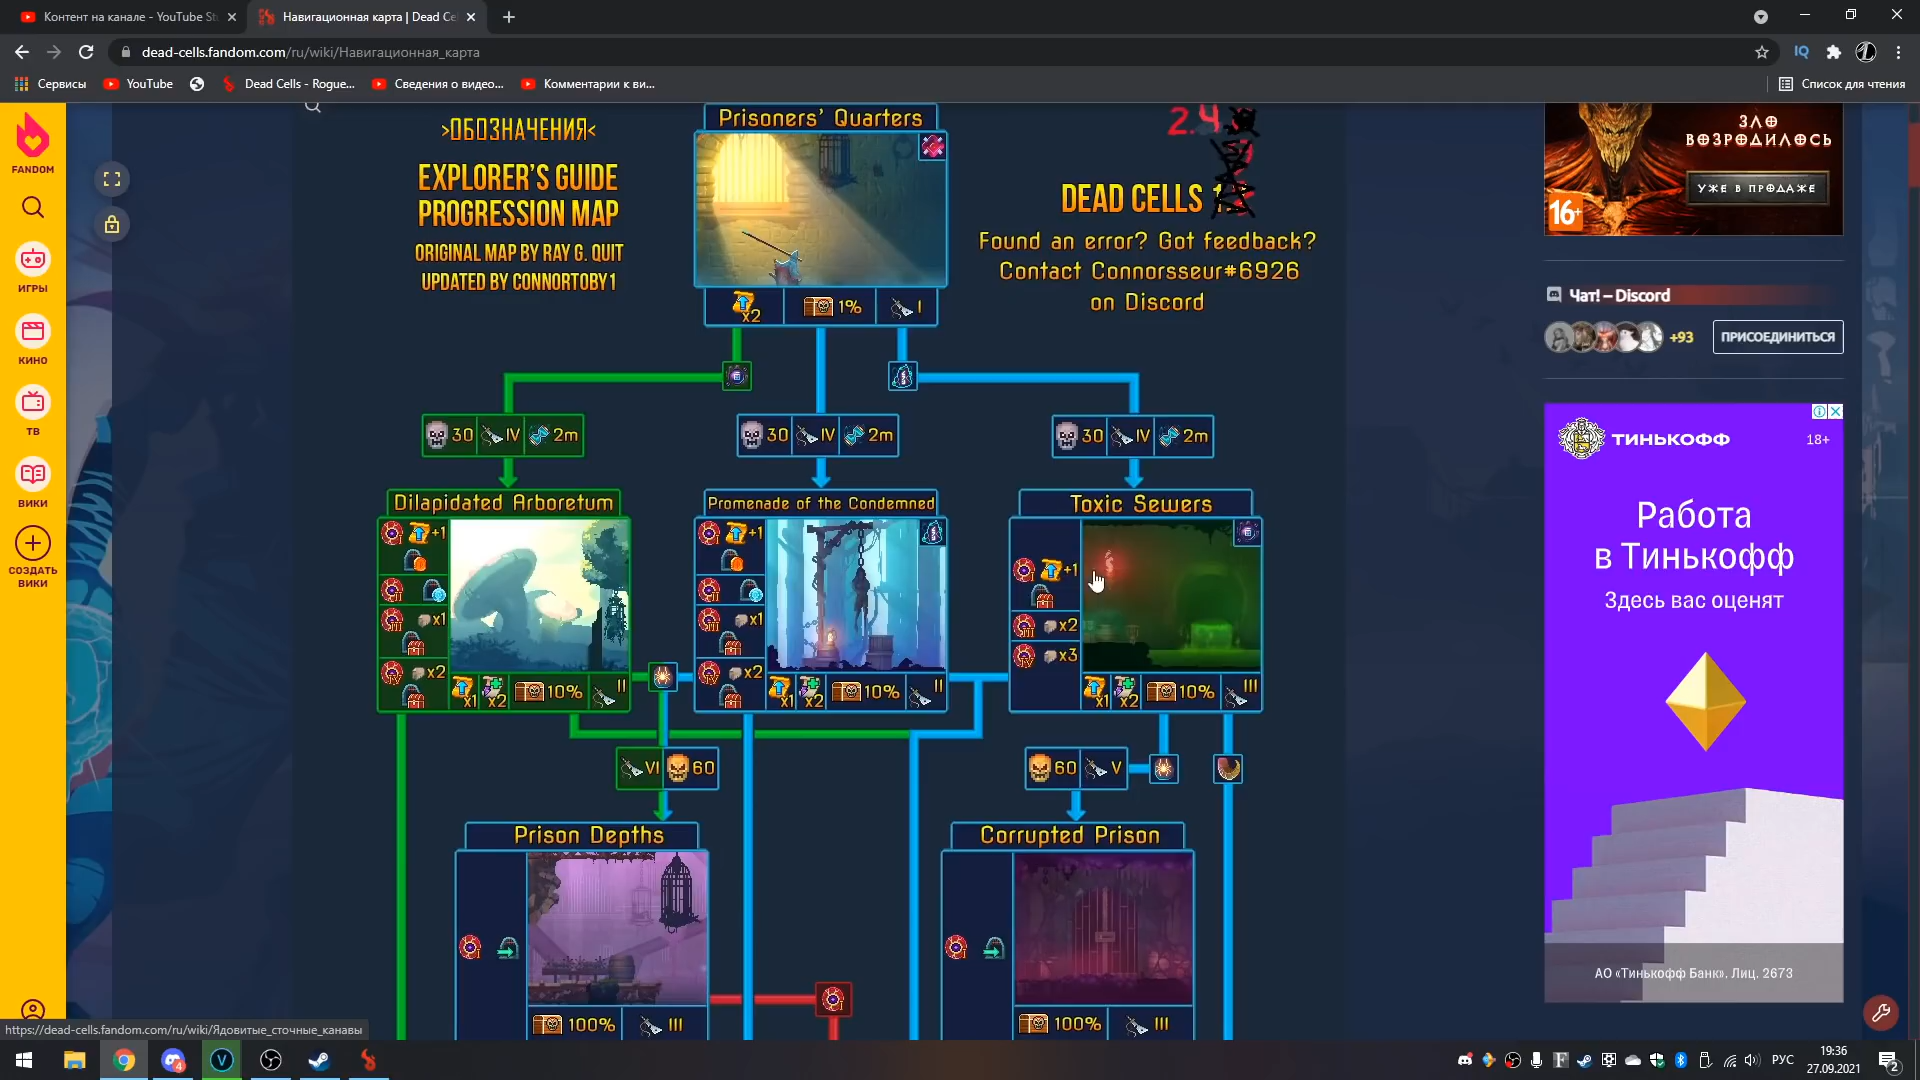 Контент на канале - YouTube St
Навигационная карта | Dead Ce
dead-cells.fandom.com/ru/wiki/Навигационная_карта
Сервисы
YouTube
Dead Cells - Rogue...
Сведения о видео...
Комментарии к ви...
Список для чтения
FANDOM
ИГРЫ
КИНО
ТВ
ВИКИ
СОЗДАТЬ
ВИКИ
>ОБОЗНАЧЕНИЯ<
EXPLORER'S GUIDE
PROGRESSION MAP
ORIGINAL MAP BY RAY G. QUIT
UPDATED BY CONNORTOBY1
Prisoners' Quarters
x2
1%
I
2.4
DEAD CELLS
Found an error? Got feedback?
Contact Connorsseur#6926
on Discord
30 IV 2m
30 IV 2m
30 IV 2m
Dilapidated Arboretum
+1
x1
x2
x1 x2 10% II
Promenade of the Condemned
+1
x1
x2
x1 x2 10% II
Toxic Sewers
+1
x2
x3
x1 x2 10% III
VI 60
60 V
Prison Depths
100% III
Corrupted Prison
100% III
ЗЛО
ВОЗРОДИЛОСЬ
УЖЕ В ПРОДАЖЕ
16+
Чат! – Discord
+93
ПРИСОЕДИНИТЬСЯ
ТИНЬКОФФ
18+
Работа
в Тинькофф
Здесь вас оценят
АО «Тинькофф Банк». Лиц. 2673
https://dead-cells.fandom.com/ru/wiki/Ядовитые_сточные_канавы
РУС
19:36
27.09.2021
2